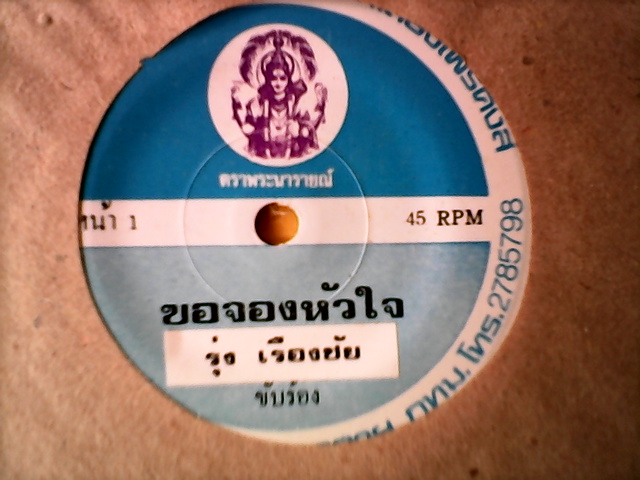 ตราพระนารายณ์
หน้า 1
45 RPM
ขอจองหัวใจ
รุ่ง เรืองชัย
ขับร้อง
กทม. โทร.2785798